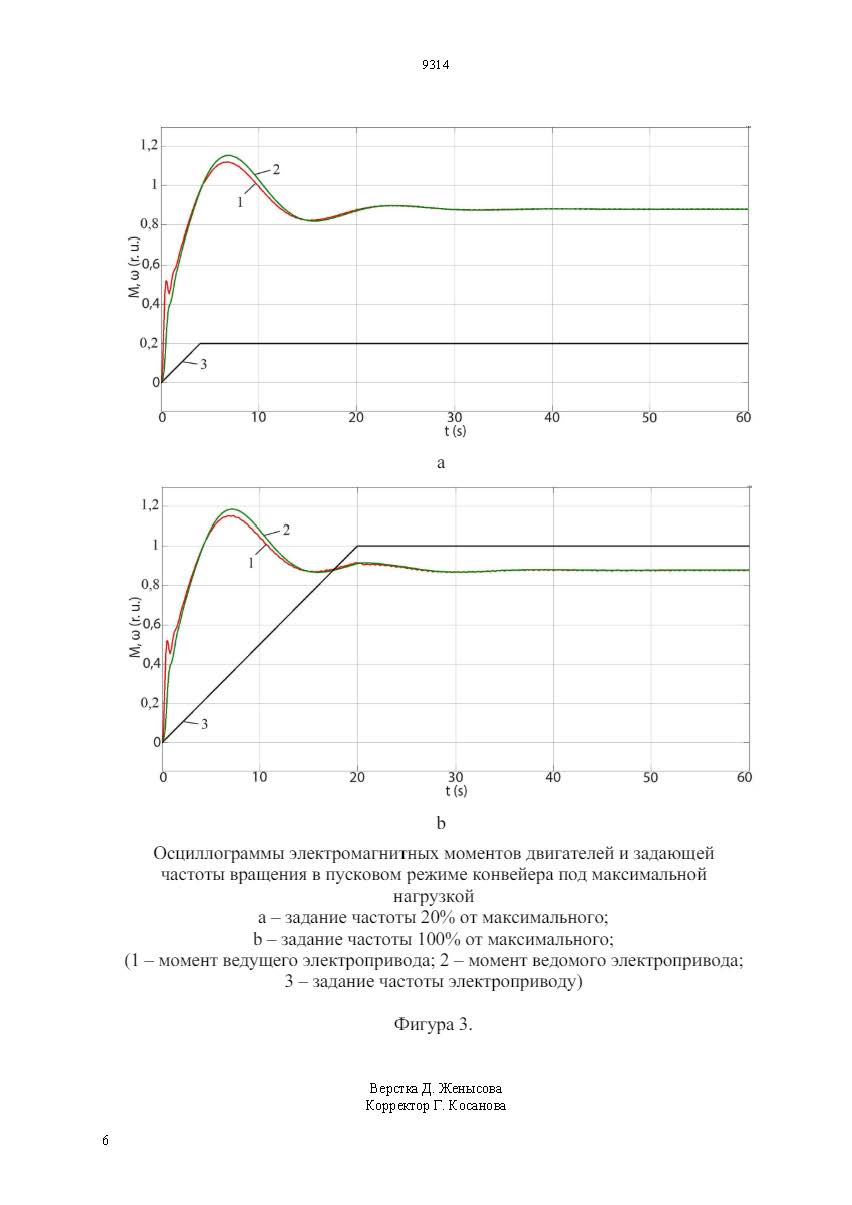 9314
1,2
1
0,8
0,6
0,4
0,2
0
M, ω (r. u.)
1
2
3
0 10 20 30 40 50 60
t (s)
a
1,2
1
0,8
0,6
0,4
0,2
0
M, ω (r. u.)
1
2
3
0 10 20 30 40 50 60
t (s)
b
Осциллограммы электромагнитных моментов двигателей и задающей
частоты вращения в пусковом режиме конвейера под максимальной
нагрузкой
a – задание частоты 20% от максимального;
b – задание частоты 100% от максимального;
(1 – момент ведущего электропривода; 2 – момент ведомого электропривода;
3 – задание частоты электроприводу)
Фигура 3.
Верстка Д. Женысова
Корректор Г. Косанова
6